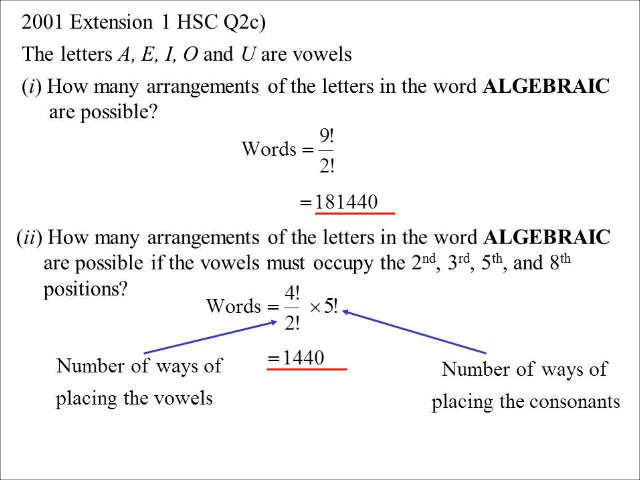 2001 Extension 1 HSC Q2c)
The letters A, E, I, O and U are vowels
(i) How many arrangements of the letters in the word ALGEBRAIC
are possible?
Words = 9!/2!
= 181440
(ii) How many arrangements of the letters in the word ALGEBRAIC
are possible if the vowels must occupy the 2nd, 3rd, 5th, and 8th
positions?
Words = 4!/2! × 5!
= 1440
Number of ways of
placing the vowels
Number of ways of
placing the consonants